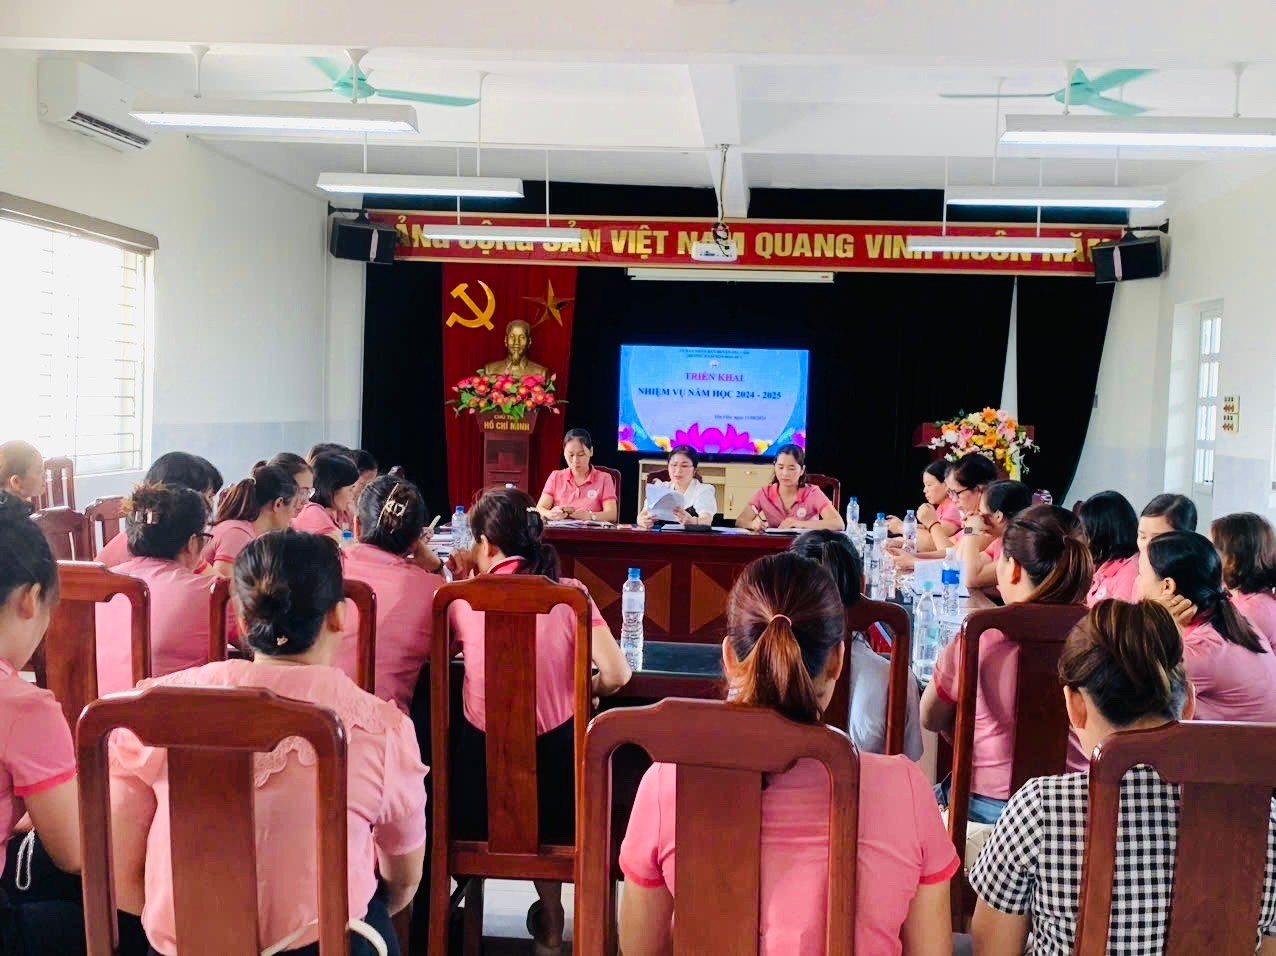 ẢNG CỘNG SẢN VIỆT NAM QUANG VINH MUÔN NĂM
TRIỂN KHAI
NHIỆM VỤ NĂM HỌC 2024 - 2025
CHỦ TỊCH
HỒ CHÍ MINH